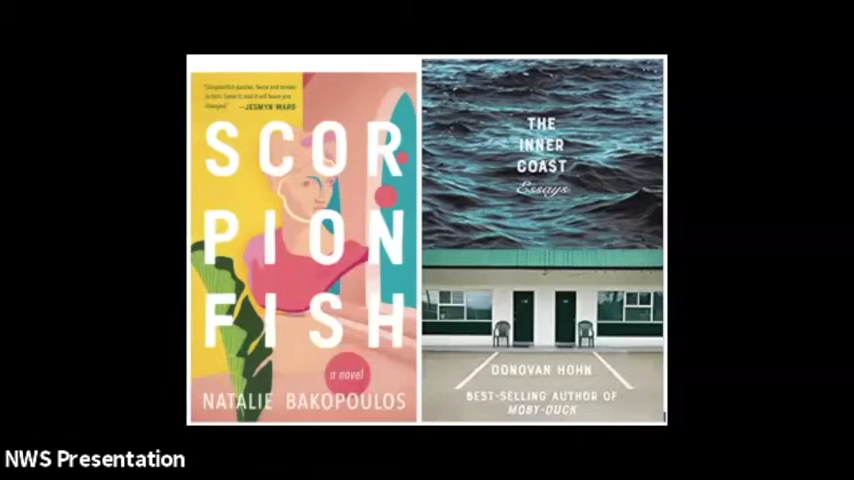 changed."
—JESMYN WARD
SCOR
PION
FISH
a novel
NATALIE BAKOPOULOS
THE
INNER
COAST
Essays
DONOVAN HOHN
BEST-SELLING AUTHOR OF
MOBY-DUCK
NWS Presentation